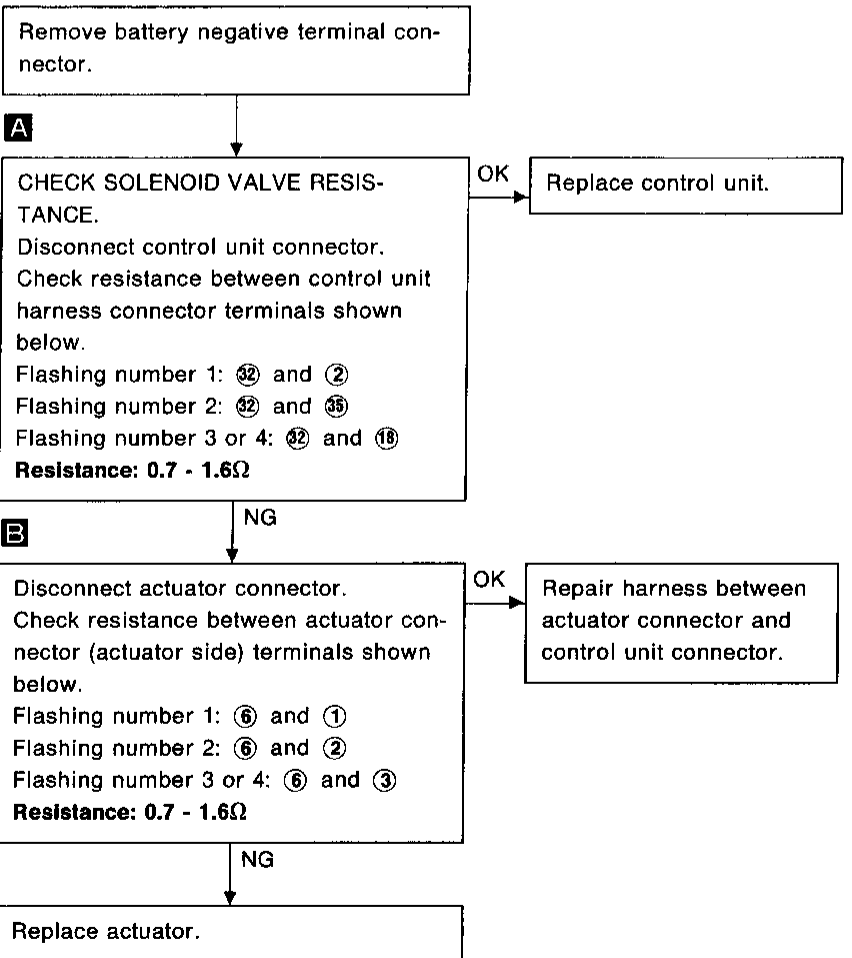 Remove battery negative terminal con-
nector.
A
CHECK SOLENOID VALVE RESIS-
TANCE.
Disconnect control unit connector.
Check resistance between control unit
harness connector terminals shown
below.
Flashing number 1: ㉜ and ②
Flashing number 2: ㉜ and ㉟
Flashing number 3 or 4: ㉜ and ⑱
Resistance: 0.7 - 1.6Ω
OK
Replace control unit.
NG
B
Disconnect actuator connector.
Check resistance between actuator con-
nector (actuator side) terminals shown
below.
Flashing number 1: ⑥ and ①
Flashing number 2: ⑥ and ②
Flashing number 3 or 4: ⑥ and ③
Resistance: 0.7 - 1.6Ω
OK
Repair harness between
actuator connector and
control unit connector.
NG
Replace actuator.